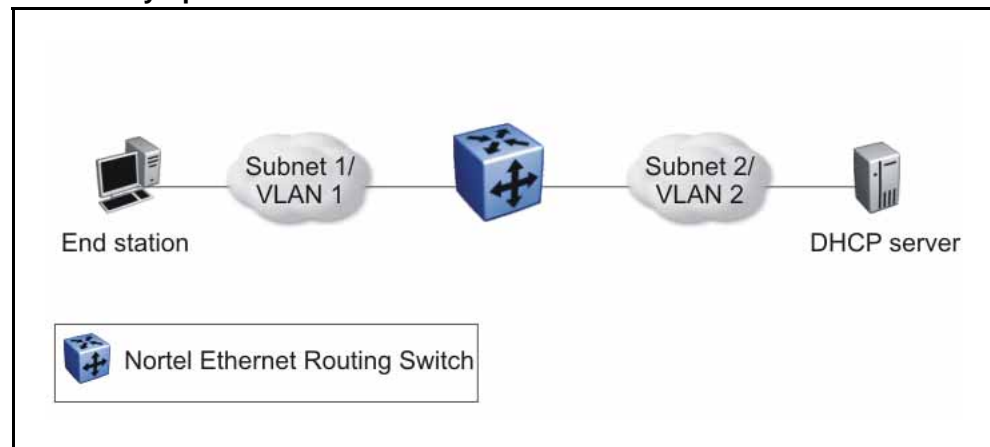 Subnet 1/
VLAN 1
Subnet 2/
VLAN 2
End station
DHCP server
Nortel Ethernet Routing Switch